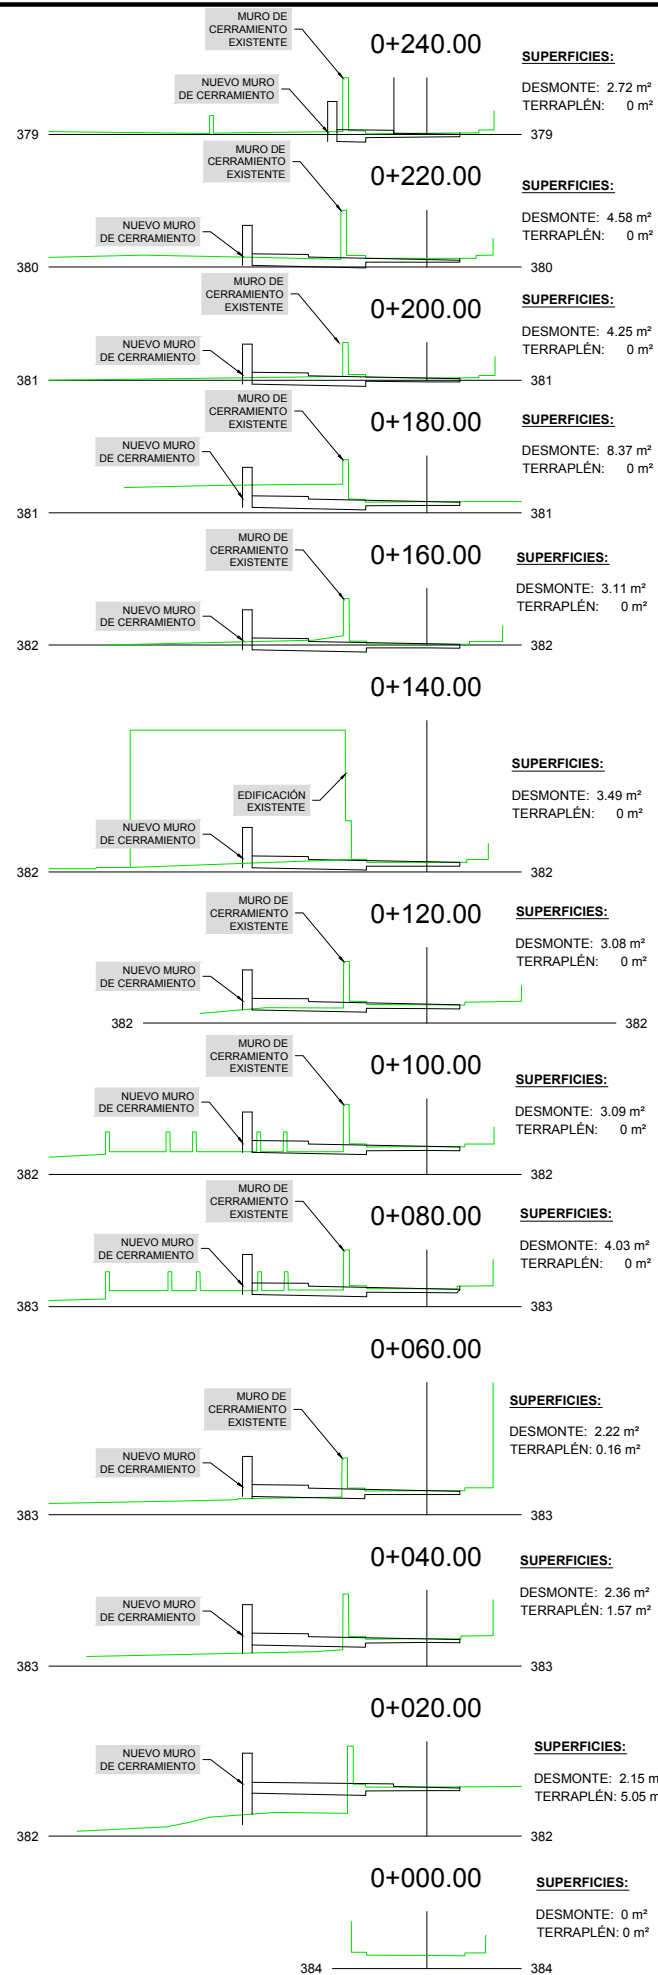 MURO DE
CERRAMIENTO
EXISTENTE
0+240.00
SUPERFICIES:
NUEVO MURO
DE CERRAMIENTO
DESMONTE: 2.72 m²
TERRAPLÉN: 0 m²
379
379
MURO DE
CERRAMIENTO
EXISTENTE
0+220.00
SUPERFICIES:
NUEVO MURO
DE CERRAMIENTO
DESMONTE: 4.58 m²
TERRAPLÉN: 0 m²
380
380
MURO DE
CERRAMIENTO
EXISTENTE
0+200.00
SUPERFICIES:
NUEVO MURO
DE CERRAMIENTO
DESMONTE: 4.25 m²
TERRAPLÉN: 0 m²
381
381
MURO DE
CERRAMIENTO
EXISTENTE
0+180.00
SUPERFICIES:
NUEVO MURO
DE CERRAMIENTO
DESMONTE: 8.37 m²
TERRAPLÉN: 0 m²
381
381
MURO DE
CERRAMIENTO
EXISTENTE
0+160.00
SUPERFICIES:
NUEVO MURO
DE CERRAMIENTO
DESMONTE: 3.11 m²
TERRAPLÉN: 0 m²
382
382
0+140.00
SUPERFICIES:
EDIFICACIÓN
EXISTENTE
DESMONTE: 3.49 m²
TERRAPLÉN: 0 m²
NUEVO MURO
DE CERRAMIENTO
382
382
MURO DE
CERRAMIENTO
EXISTENTE
0+120.00
SUPERFICIES:
NUEVO MURO
DE CERRAMIENTO
DESMONTE: 3.08 m²
TERRAPLÉN: 0 m²
382
382
MURO DE
CERRAMIENTO
EXISTENTE
0+100.00
SUPERFICIES:
NUEVO MURO
DE CERRAMIENTO
DESMONTE: 3.09 m²
TERRAPLÉN: 0 m²
382
382
MURO DE
CERRAMIENTO
EXISTENTE
0+080.00
SUPERFICIES:
NUEVO MURO
DE CERRAMIENTO
DESMONTE: 4.03 m²
TERRAPLÉN: 0 m²
383
383
0+060.00
MURO DE
CERRAMIENTO
EXISTENTE
SUPERFICIES:
DESMONTE: 2.22 m²
TERRAPLÉN: 0.16 m²
NUEVO MURO
DE CERRAMIENTO
383
383
0+040.00
SUPERFICIES:
NUEVO MURO
DE CERRAMIENTO
DESMONTE: 2.36 m²
TERRAPLÉN: 1.57 m²
383
383
0+020.00
SUPERFICIES:
NUEVO MURO
DE CERRAMIENTO
DESMONTE: 2.15 m
TERRAPLÉN: 5.05 m
382
382
0+000.00
SUPERFICIES:
DESMONTE: 0 m²
TERRAPLÉN: 0 m²
384
384